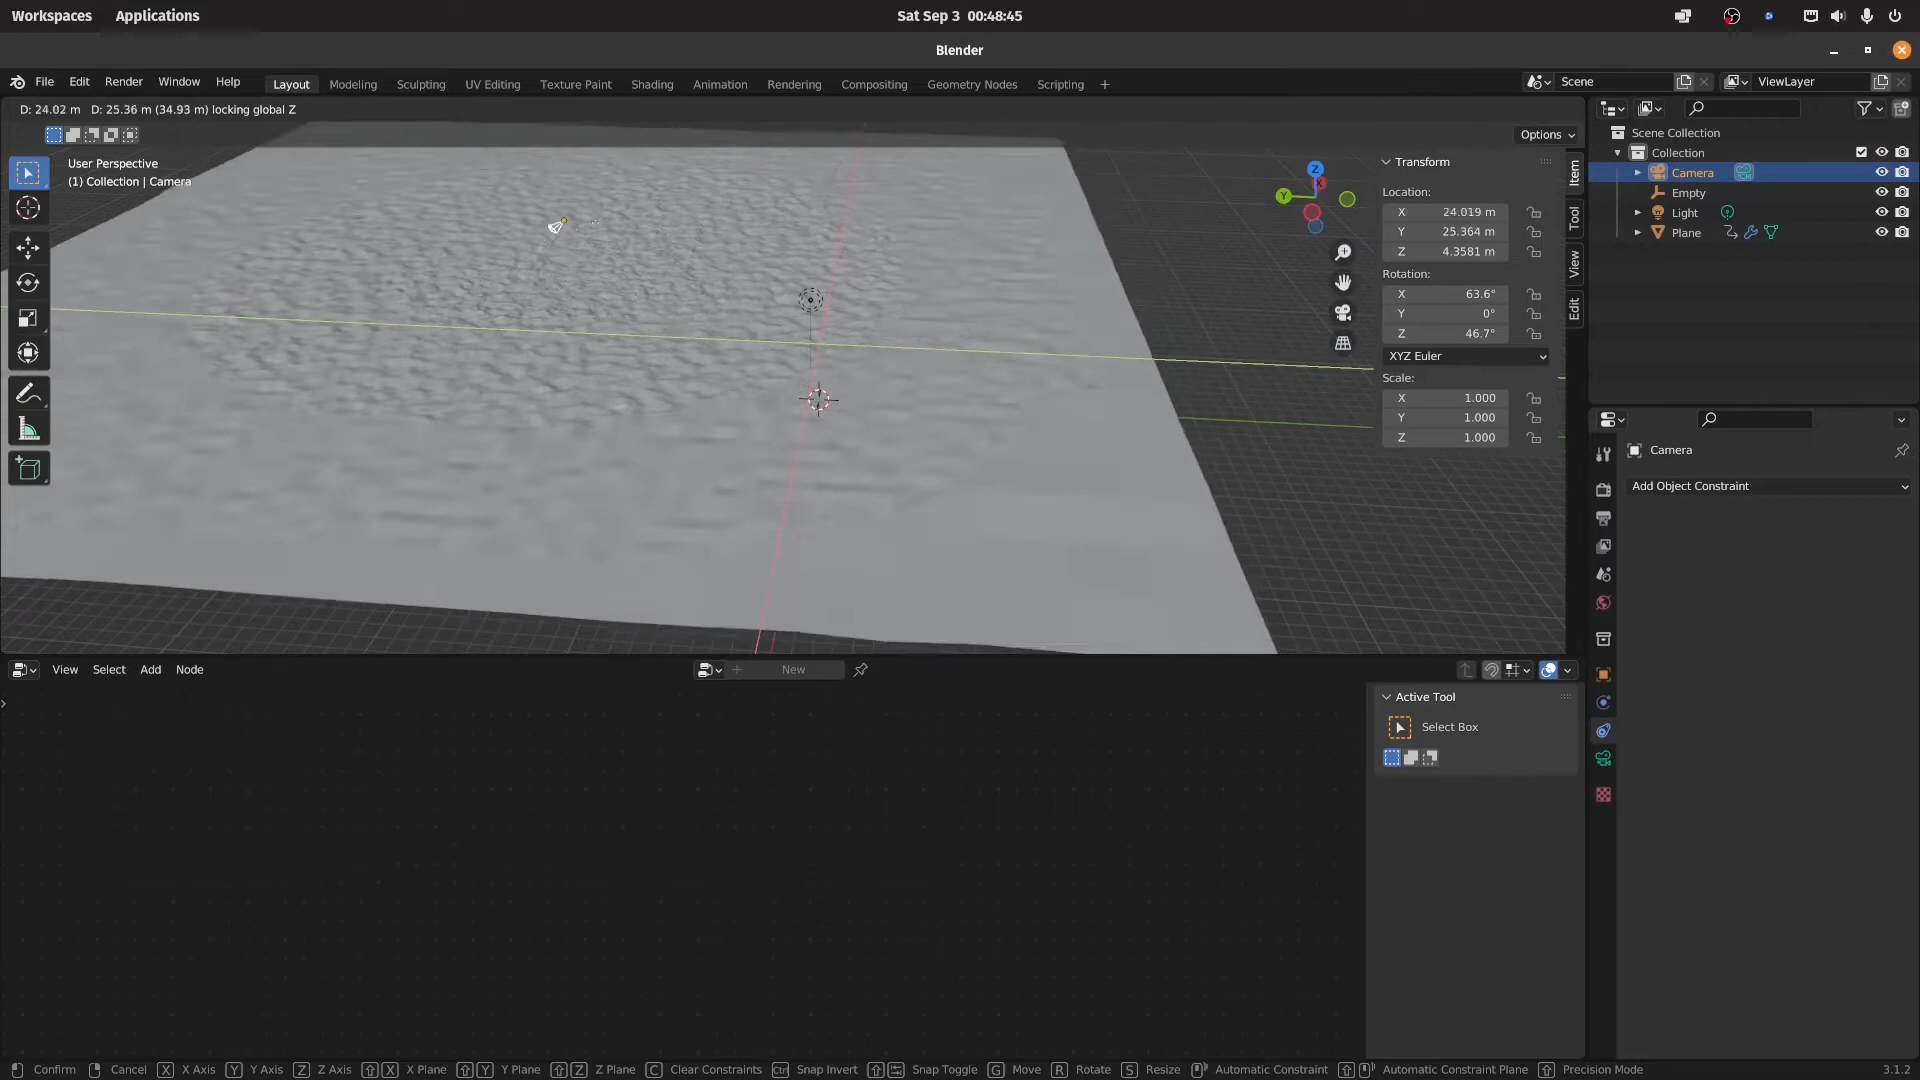 Workspaces Applications Sat Sep 3 00:48:45
Blender
File Edit Render Window Help Layout Modeling Sculpting UV Editing Texture Paint Shading Animation Rendering Compositing Geometry Nodes Scripting + Scene ViewLayer
D: 24.02 m D: 25.36 m (34.93 m) locking global Z
Options
User Perspective
(1) Collection | Camera
Z
X
Y
Transform
Location:
X 24.019 m
Y 25.364 m
Z 4.3581 m
Rotation:
X 63.6°
Y 0°
Z 46.7°
XYZ Euler
Scale:
X 1.000
Y 1.000
Z 1.000
Item
Tool
View
Edit
Scene Collection
Collection
Camera
Empty
Light
Plane
Camera
Add Object Constraint
View Select Add Node New
Active Tool
Select Box
Confirm Cancel X X Axis Y Y Axis Z Z Axis X X Plane Y Y Plane Z Z Plane C Clear Constraints Ctrl Snap Invert Snap Toggle G Move R Rotate S Resize Automatic Constraint Automatic Constraint Plane Precision Mode 3.1.2